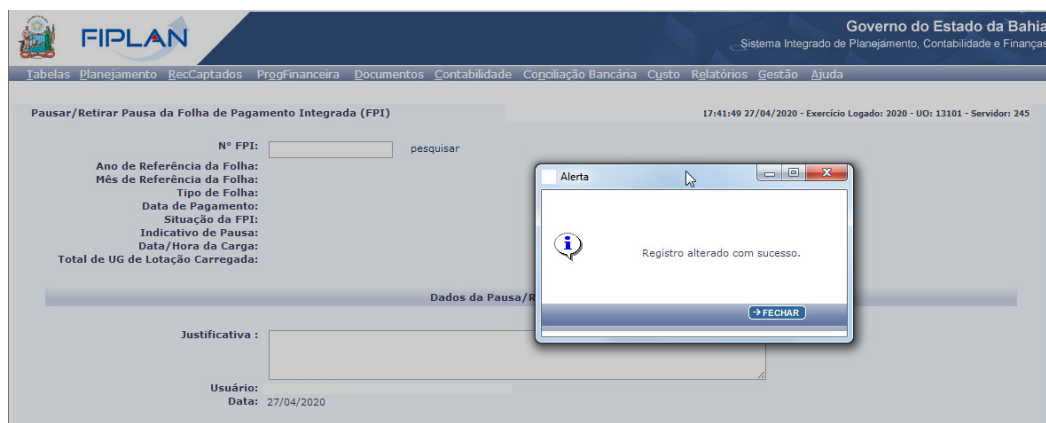 FIPLAN
Governo do Estado da Bahia
Sistema Integrado de Planejamento, Contabilidade e Finanças
Tabelas Planejamento RecCaptados ProgFinanceira Documentos Contabilidade Conciliação Bancária Custo Relatórios Gestão Ajuda
Pausar/Retirar Pausa da Folha de Pagamento Integrada (FPI)
17:41:49 27/04/2020 - Exercício Logado: 2020 - UO: 13101 - Servidor: 245
N° FPI: pesquisar
Ano de Referência da Folha:
Mês de Referência da Folha:
Tipo de Folha:
Data de Pagamento:
Situação da FPI:
Indicativo de Pausa:
Data/Hora da Carga:
Total de UG de Lotação Carregada:
Alerta
Registro alterado com sucesso.
FECHAR
Dados da Pausa/R
Justificativa :
Usuário:
Data: 27/04/2020